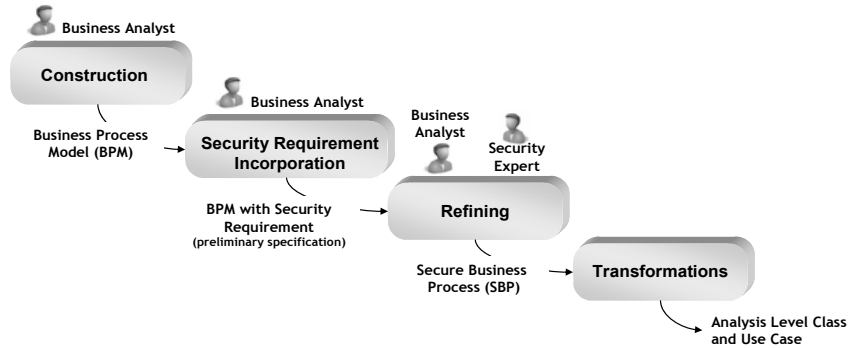 Business Analyst
Construction
Business Process
Model (BPM)
Business Analyst
Security Requirement
Incorporation
BPM with Security
Requirement
(preliminary specification)
Business
Analyst
Security
Expert
Refining
Secure Business
Process (SBP)
Transformations
Analysis Level Class
and Use Case